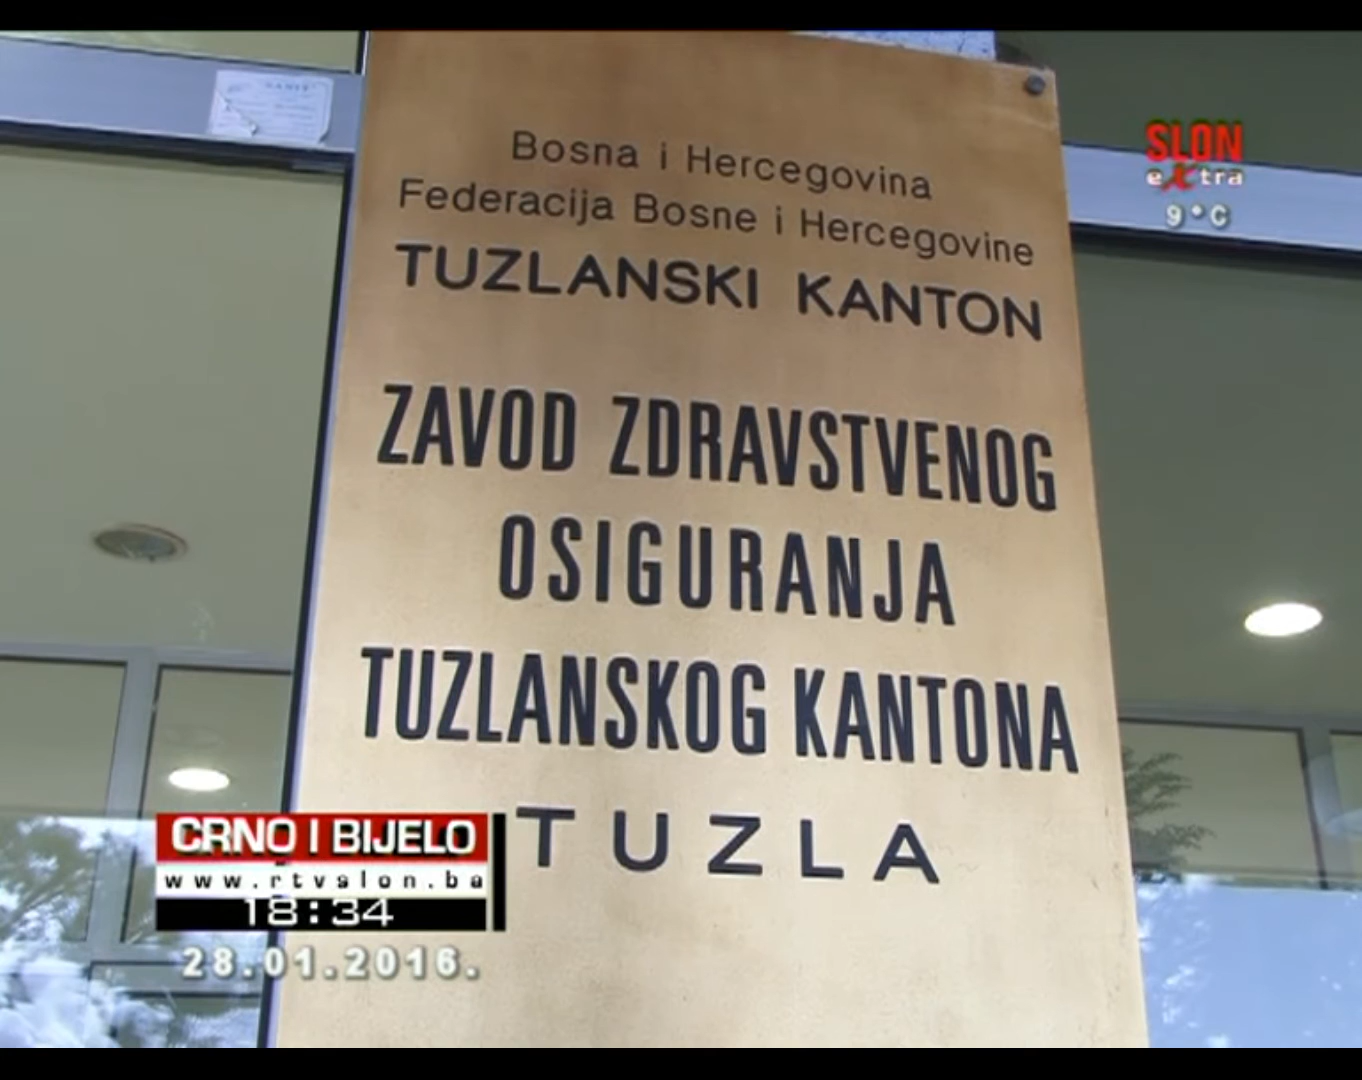 Bosna i Hercegovina
Federacija Bosne i Hercegovine
TUZLANSKI KANTON
ZAVOD ZDRAVSTVENOG
OSIGURANJA
TUZLANSKOG KANTONA
TUZLA
SLON
extra
9°C
CRNO I BIJELO
www.rtvslon.ba
18:34
28.01.2016.